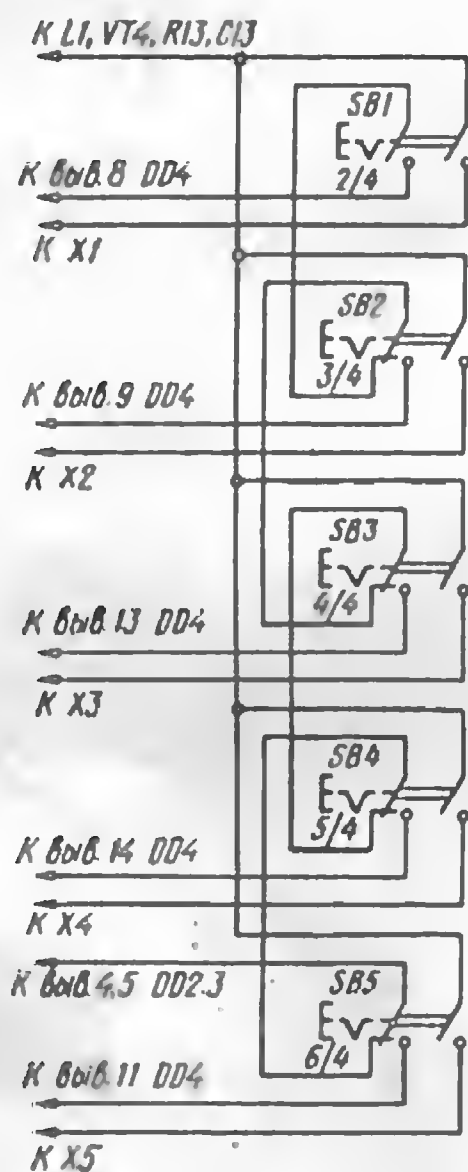 К L1, VT4, R13, C13
SB1
2/4
К выв. 8 DD4
К X1
SB2
3/4
К выв. 9 DD4
К X2
SB3
4/4
К выв. 13 DD4
К X3
SB4
5/4
К выв. 14 DD4
К X4
К выв. 4,5 DD2.3
SB5
6/4
К выв. 11 DD4
К X5